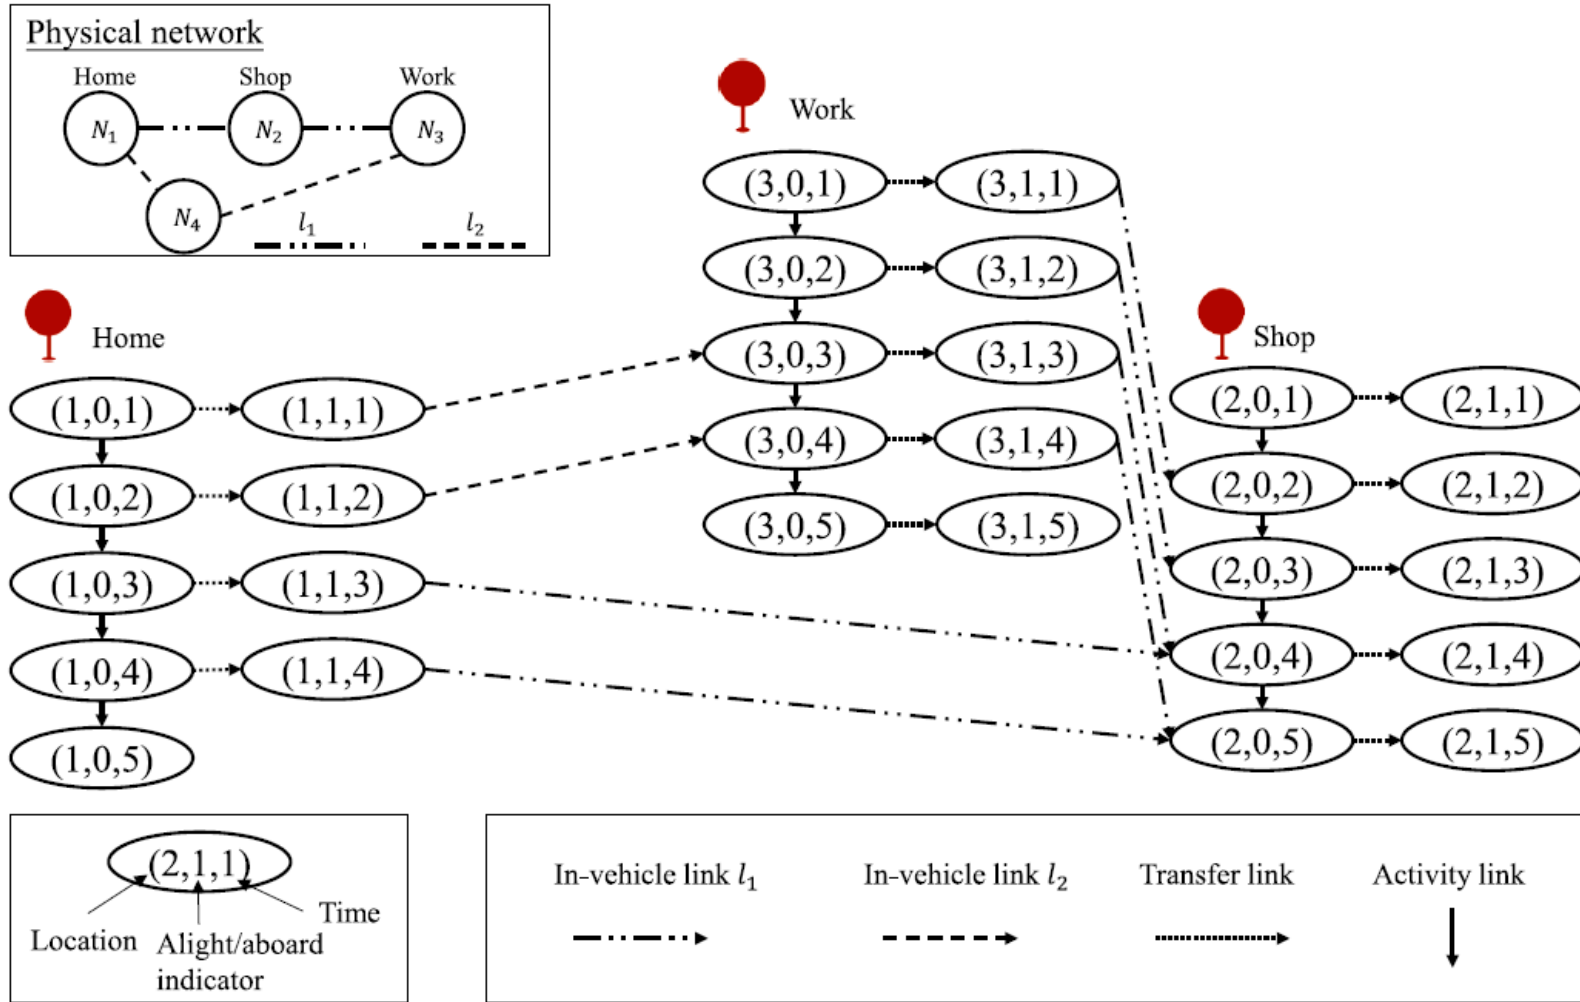 Physical network
Home Shop Work
N₁ N₂ N₃
N₄
l₁ l₂
Work
(3,0,1) (3,1,1)
(3,0,2) (3,1,2)
(3,0,3) (3,1,3)
(3,0,4) (3,1,4)
(3,0,5) (3,1,5)
Home
(1,0,1) (1,1,1)
(1,0,2) (1,1,2)
(1,0,3) (1,1,3)
(1,0,4) (1,1,4)
(1,0,5)
Shop
(2,0,1) (2,1,1)
(2,0,2) (2,1,2)
(2,0,3) (2,1,3)
(2,0,4) (2,1,4)
(2,0,5) (2,1,5)
(2,1,1)
Time
Location
Alight/aboard
indicator
In-vehicle link l₁ In-vehicle link l₂ Transfer link Activity link